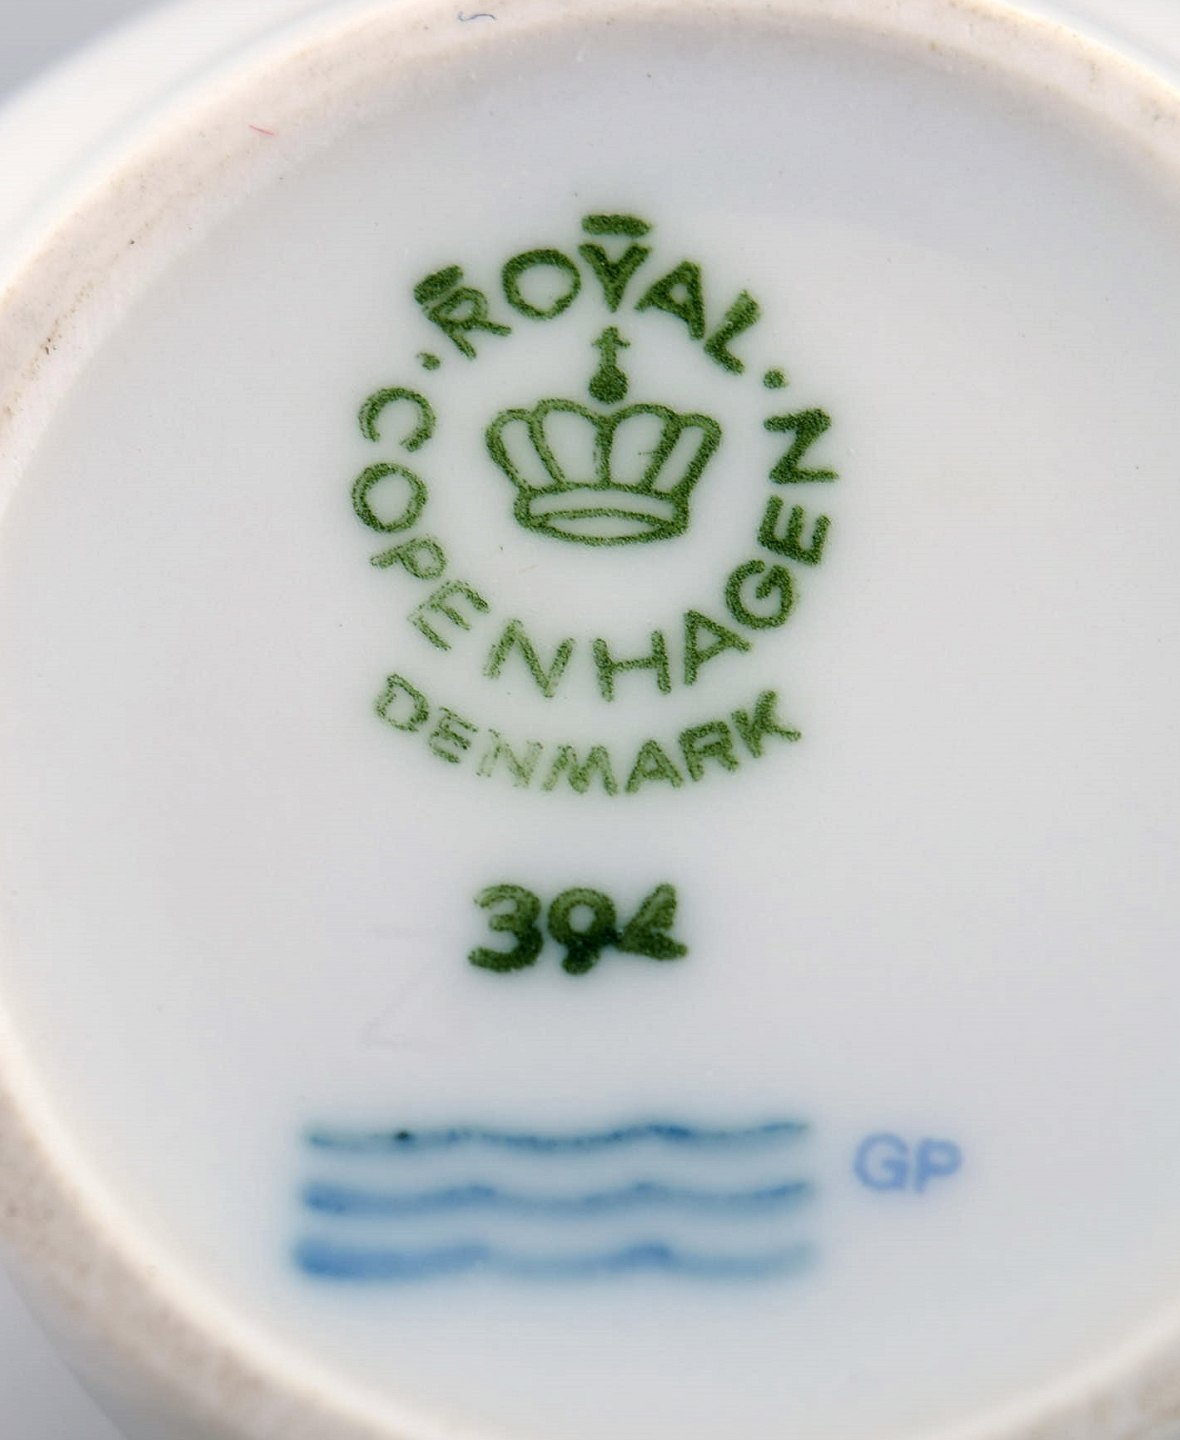 ROYAL
COPENHAGEN
DENMARK
394
GP